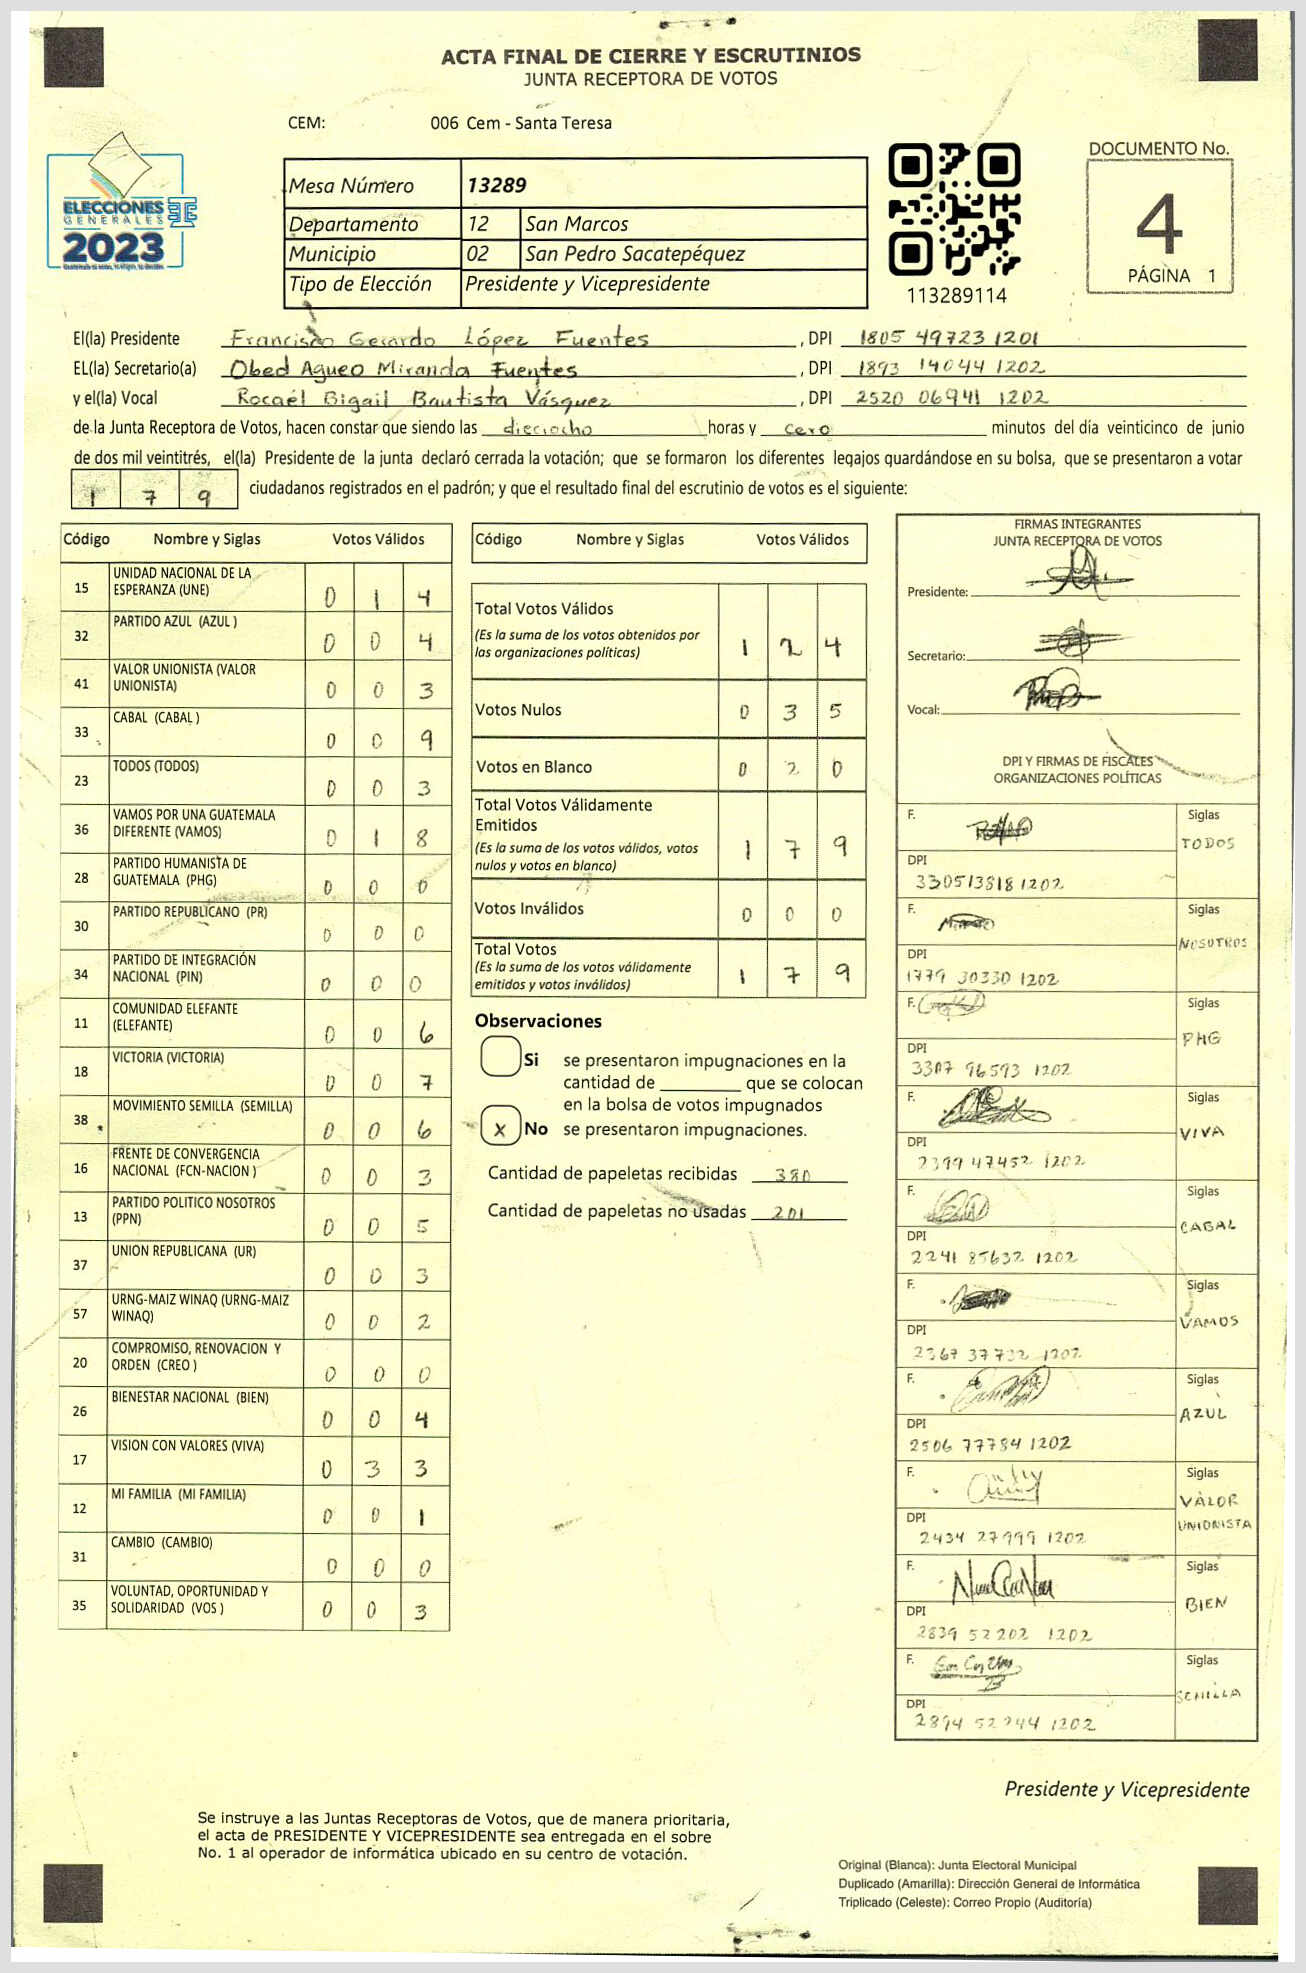 ACTA FINAL DE CIERRE Y ESCRUTINIOS
JUNTA RECEPTORA DE VOTOS
CEM: 006 Cem - Santa Teresa
ELECCIONES
GENERALES
2023
Mesa Número 13289
Departamento 12 San Marcos
Municipio 02 San Pedro Sacatepéquez
Tipo de Elección Presidente y Vicepresidente
113289114
DOCUMENTO No.
4
PÁGINA 1
El(la) Presidente Francisco Gerardo López Fuentes , DPI 1805 49723 1201
EL(la) Secretario(a) Obed Agueo Miranda Fuentes , DPI 1893 14044 1202
y el(la) Vocal Rocaél Bigail Bautista Vásquez , DPI 2520 06941 1202
de la Junta Receptora de Votos, hacen constar que siendo las dieciocho horas y cero minutos del día veinticinco de junio
de dos mil veintitrés, el(la) Presidente de la junta declaró cerrada la votación; que se formaron los diferentes legajos guardándose en su bolsa, que se presentaron a votar
1 7 9 ciudadanos registrados en el padrón; y que el resultado final del escrutinio de votos es el siguiente:
Código Nombre y Siglas Votos Válidos
15 UNIDAD NACIONAL DE LA ESPERANZA (UNE) 0 1 4
32 PARTIDO AZUL (AZUL ) 0 0 4
41 VALOR UNIONISTA (VALOR UNIONISTA) 0 0 3
33 CABAL (CABAL ) 0 0 9
23 TODOS (TODOS) 0 0 3
36 VAMOS POR UNA GUATEMALA DIFERENTE (VAMOS) 0 1 8
28 PARTIDO HUMANISTA DE GUATEMALA (PHG) 0 0 0
30 PARTIDO REPUBLICANO (PR) 0 0 0
34 PARTIDO DE INTEGRACIÓN NACIONAL (PIN) 0 0 0
11 COMUNIDAD ELEFANTE (ELEFANTE) 0 0 6
18 VICTORIA (VICTORIA) 0 0 7
38 MOVIMIENTO SEMILLA (SEMILLA) 0 0 6
16 FRENTE DE CONVERGENCIA NACIONAL (FCN-NACION ) 0 0 3
13 PARTIDO POLITICO NOSOTROS (PPN) 0 0 5
37 UNION REPUBLICANA (UR) 0 0 3
57 URNG-MAIZ WINAQ (URNG-MAIZ WINAQ) 0 0 2
20 COMPROMISO, RENOVACION Y ORDEN (CREO ) 0 0 0
26 BIENESTAR NACIONAL (BIEN) 0 0 4
17 VISION CON VALORES (VIVA) 0 3 3
12 MI FAMILIA (MI FAMILIA) 0 0 1
31 CAMBIO (CAMBIO) 0 0 0
35 VOLUNTAD, OPORTUNIDAD Y SOLIDARIDAD (VOS ) 0 0 3
Código Nombre y Siglas Votos Válidos
Total Votos Válidos 1 2 4
(Es la suma de los votos obtenidos por
las organizaciones políticas)
Votos Nulos 0 3 5
Votos en Blanco 0 2 0
Total Votos Válidamente
Emitidos 1 7 9
(Es la suma de los votos válidos, votos
nulos y votos en blanco)
Votos Inválidos 0 0 0
Total Votos 1 7 9
(Es la suma de los votos válidamente
emitidos y votos inválidos)
Observaciones
Si se presentaron impugnaciones en la
cantidad de ________ que se colocan
en la bolsa de votos impugnados
x No se presentaron impugnaciones.
Cantidad de papeletas recibidas 380
Cantidad de papeletas no usadas 201
FIRMAS INTEGRANTES
JUNTA RECEPTORA DE VOTOS
Presidente:
Secretario:
Vocal:
DPI Y FIRMAS DE FISCALES
ORGANIZACIONES POLÍTICAS
F. Siglas TODOS
DPI 330513818 1202
F. Siglas NOSOTROS
DPI 1779 30330 1202
F. Siglas PHG
DPI 3307 96593 1202
F. Siglas VIVA
DPI 2399 47452 1202
F. Siglas CABAL
DPI 2241 85632 1202
F. Siglas VAMOS
DPI 2367 37732 1202
F. Siglas AZUL
DPI 2506 77784 1202
F. Siglas VALOR UNIONISTA
DPI 2434 27999 1202
F. Siglas BIEN
DPI 2839 52202 1202
F. Siglas SEMILLA
DPI 2894 52244 1202
Presidente y Vicepresidente
Se instruye a las Juntas Receptoras de Votos, que de manera prioritaria,
el acta de PRESIDENTE Y VICEPRESIDENTE sea entregada en el sobre
No. 1 al operador de informática ubicado en su centro de votación.
Original (Blanca): Junta Electoral Municipal
Duplicado (Amarilla): Dirección General de Informática
Triplicado (Celeste): Correo Propio (Auditoría)